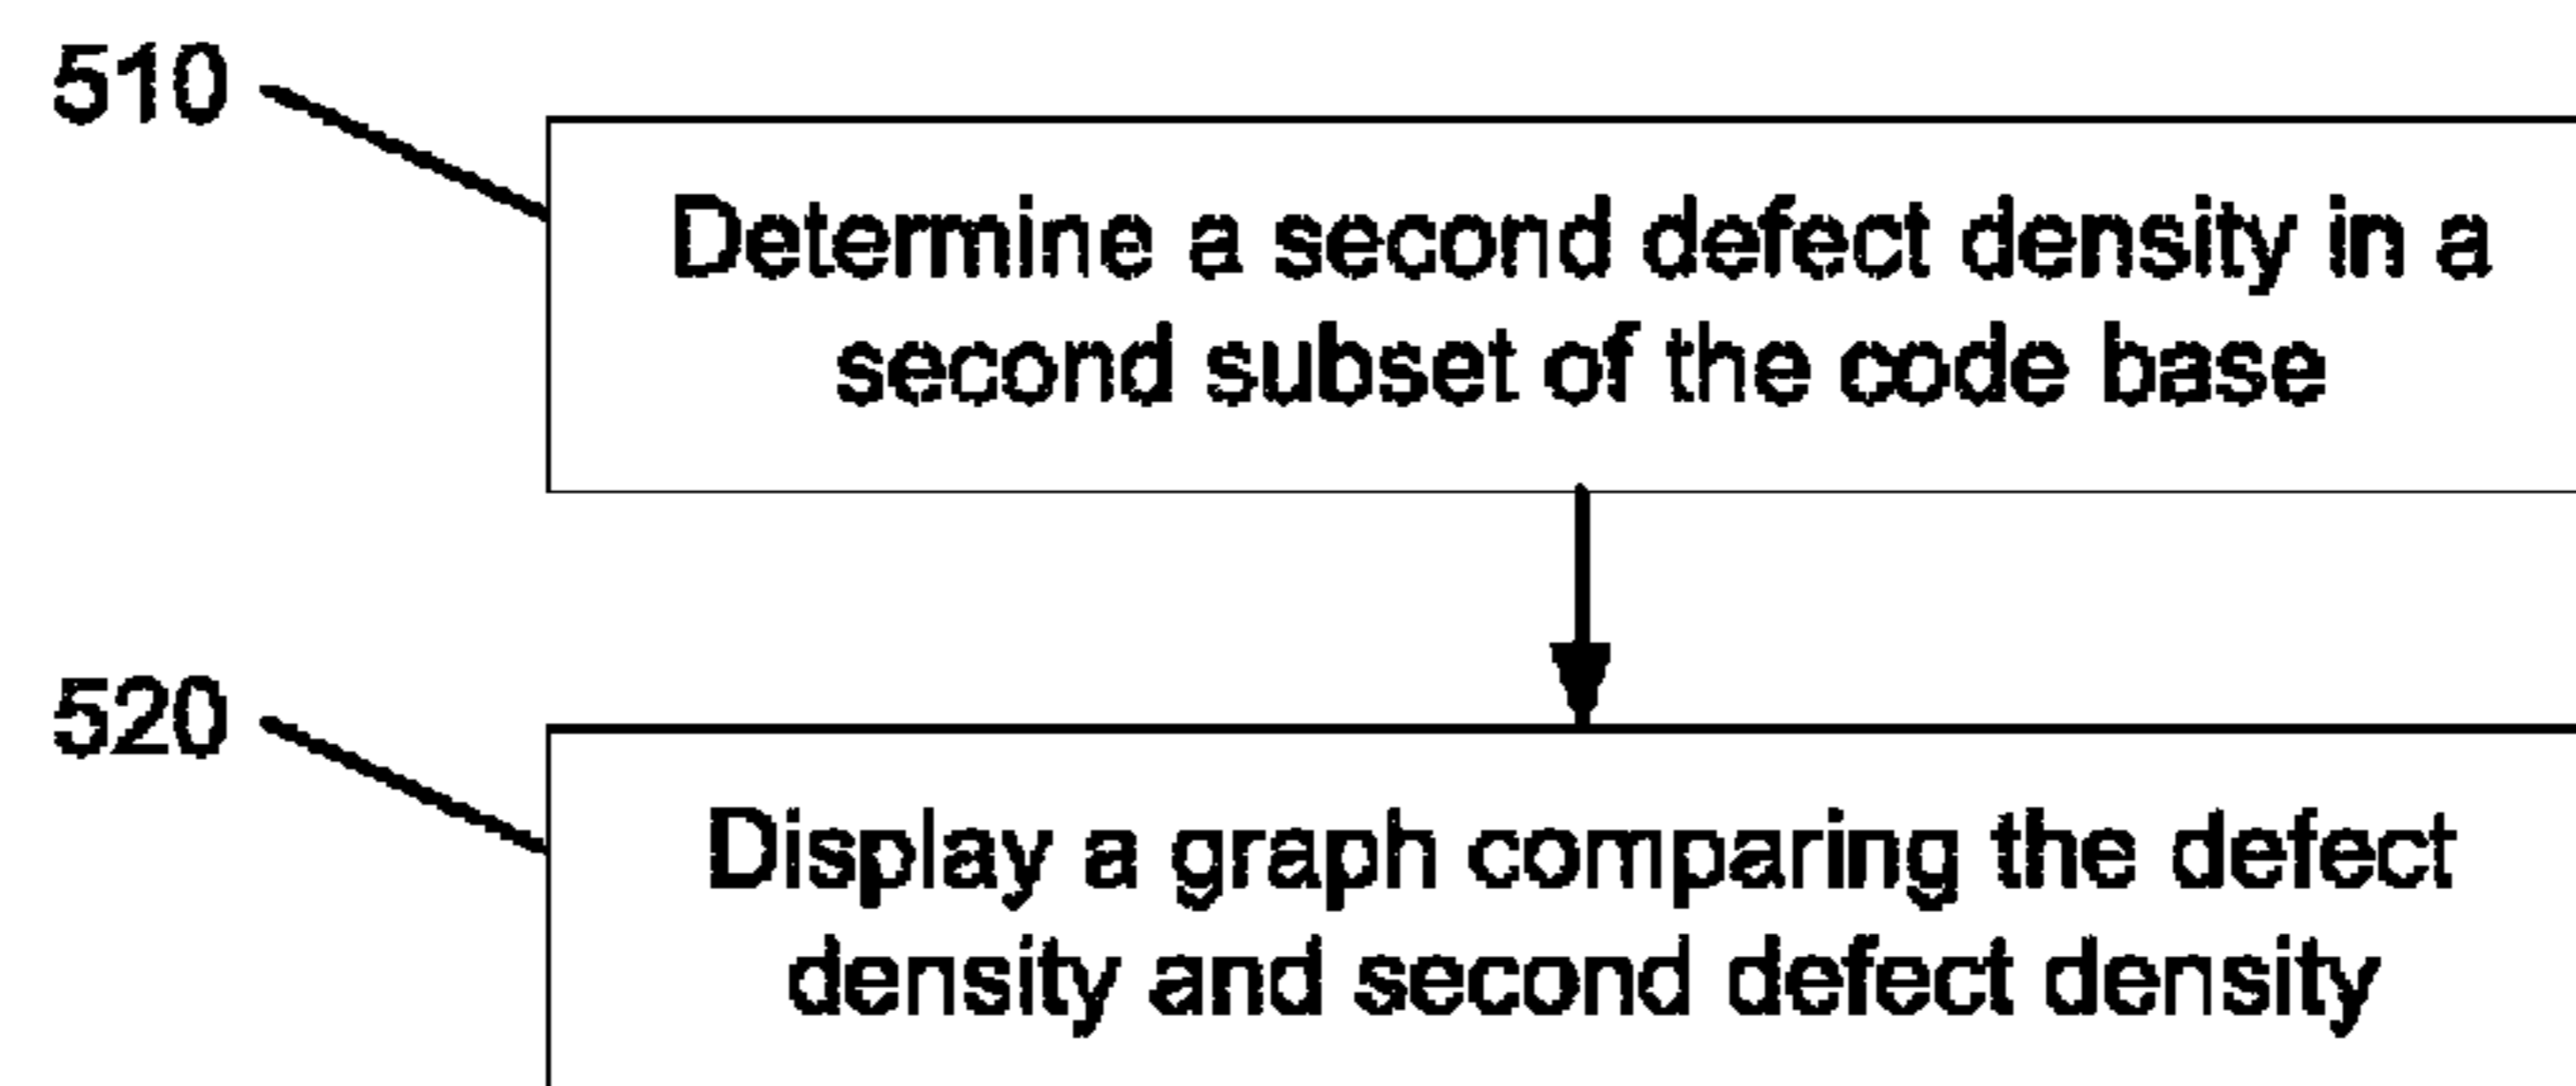 510
Determine a second defect density in a
second subset of the code base
520
Display a graph comparing the defect
density and second defect density